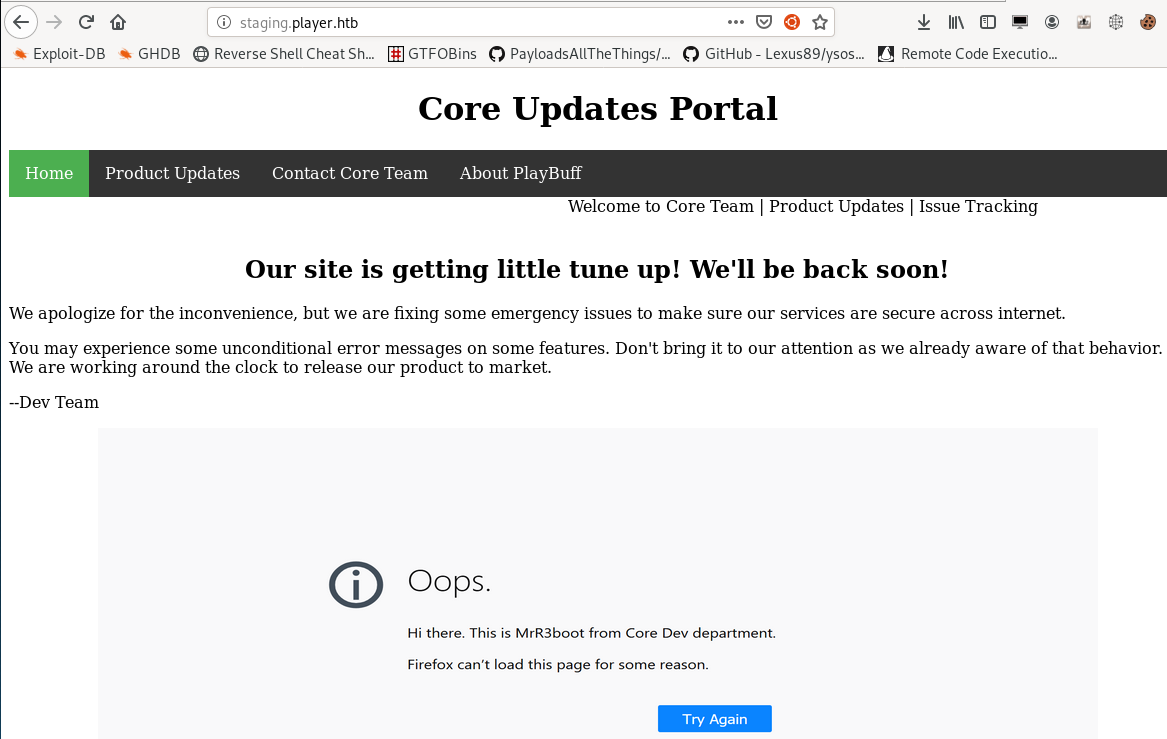 staging.player.htb
Exploit-DB GHDB Reverse Shell Cheat Sh... GTFOBins PayloadsAllTheThings/... GitHub - Lexus89/ysos... Remote Code Executio...
Core Updates Portal
Home Product Updates Contact Core Team About PlayBuff
Welcome to Core Team | Product Updates | Issue Tracking
Our site is getting little tune up! We'll be back soon!
We apologize for the inconvenience, but we are fixing some emergency issues to make sure our services are secure across internet.
You may experience some unconditional error messages on some features. Don't bring it to our attention as we already aware of that behavior.
We are working around the clock to release our product to market.
--Dev Team
Oops.
Hi there. This is MrR3boot from Core Dev department.
Firefox can’t load this page for some reason.
Try Again